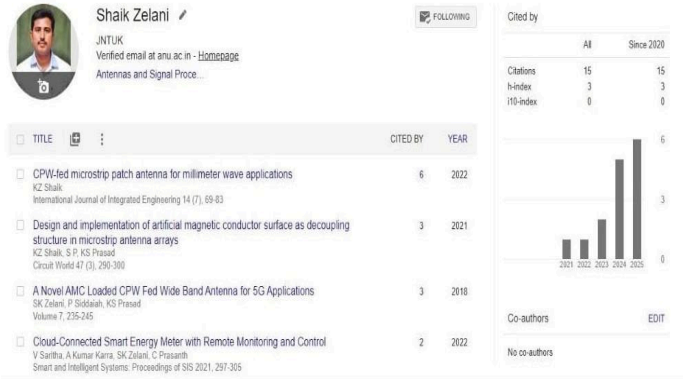 Shaik Zelani
FOLLOWING
JNTUK
Verified email at anu.ac.in - Homepage
Antennas and Signal Proce...
TITLE
CITED BY YEAR
CPW-fed microstrip patch antenna for millimeter wave applications 6 2022
KZ Shaik
International Journal of Integrated Engineering 14 (7), 69-83
Design and implementation of artificial magnetic conductor surface as decoupling 3 2021
structure in microstrip antenna arrays
KZ Shaik, S P, KS Prasad
Circuit World 47 (3), 290-300
A Novel AMC Loaded CPW Fed Wide Band Antenna for 5G Applications 3 2018
SK Zelani, P Siddaiah, KS Prasad
Volume 7, 235-245
Cloud-Connected Smart Energy Meter with Remote Monitoring and Control 2 2022
V Saritha, A Kumar Karra, SK Zelani, C Prasanth
Smart and Intelligent Systems: Proceedings of SIS 2021, 297-305
Cited by
All Since 2020
Citations 15 15
h-index 3 3
i10-index 0 0
6
3
0
2021 2022 2023 2024 2025
Co-authors EDIT
No co-authors